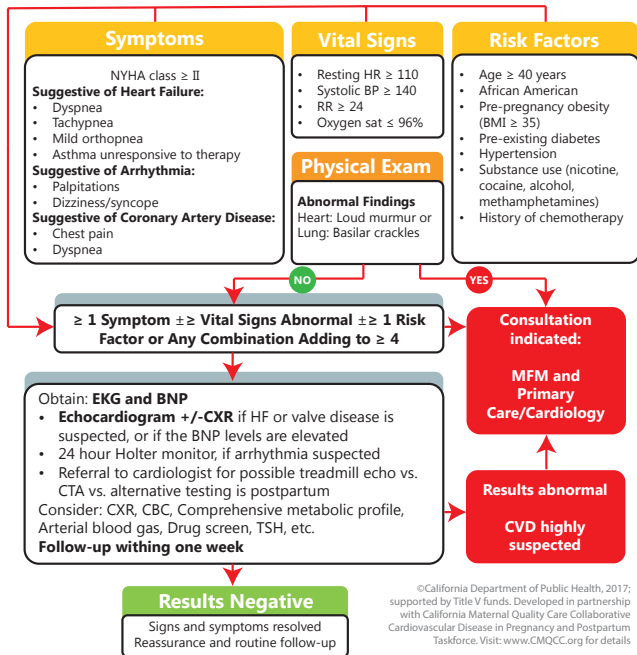 Symptoms
NYHA class ≥ II
Suggestive of Heart Failure:
• Dyspnea
• Tachypnea
• Mild orthopnea
• Asthma unresponsive to therapy
Suggestive of Arrhythmia:
• Palpitations
• Dizziness/syncope
Suggestive of Coronary Artery Disease:
• Chest pain
• Dyspnea
Vital Signs
• Resting HR ≥ 110
• Systolic BP ≥ 140
• RR ≥ 24
• Oxygen sat ≤ 96%
Risk Factors
• Age ≥ 40 years
• African American
• Pre-pregnancy obesity
(BMI ≥ 35)
• Pre-existing diabetes
• Hypertension
• Substance use (nicotine,
cocaine, alcohol,
methamphetamines)
• History of chemotherapy
Physical Exam
Abnormal Findings
Heart: Loud murmur or
Lung: Basilar crackles
NO
YES
≥ 1 Symptom ±≥ Vital Signs Abnormal ±≥ 1 Risk
Factor or Any Combination Adding to ≥ 4
Consultation
indicated:
MFM and
Primary
Care/Cardiology
Obtain: EKG and BNP
• Echocardiogram +/-CXR if HF or valve disease is
suspected, or if the BNP levels are elevated
• 24 hour Holter monitor, if arrhythmia suspected
• Referral to cardiologist for possible treadmill echo vs.
CTA vs. alternative testing is postpartum
Consider: CXR, CBC, Comprehensive metabolic profile,
Arterial blood gas, Drug screen, TSH, etc.
Follow-up withing one week
Results abnormal
CVD highly
suspected
Results Negative
Signs and symptoms resolved
Reassurance and routine follow-up
©California Department of Public Health, 2017;
supported by Title V funds. Developed in partnership
with California Maternal Quality Care Collaborative
Cardiovascular Disease in Pregnancy and Postpartum
Taskforce. Visit: www.CMQCC.org for details